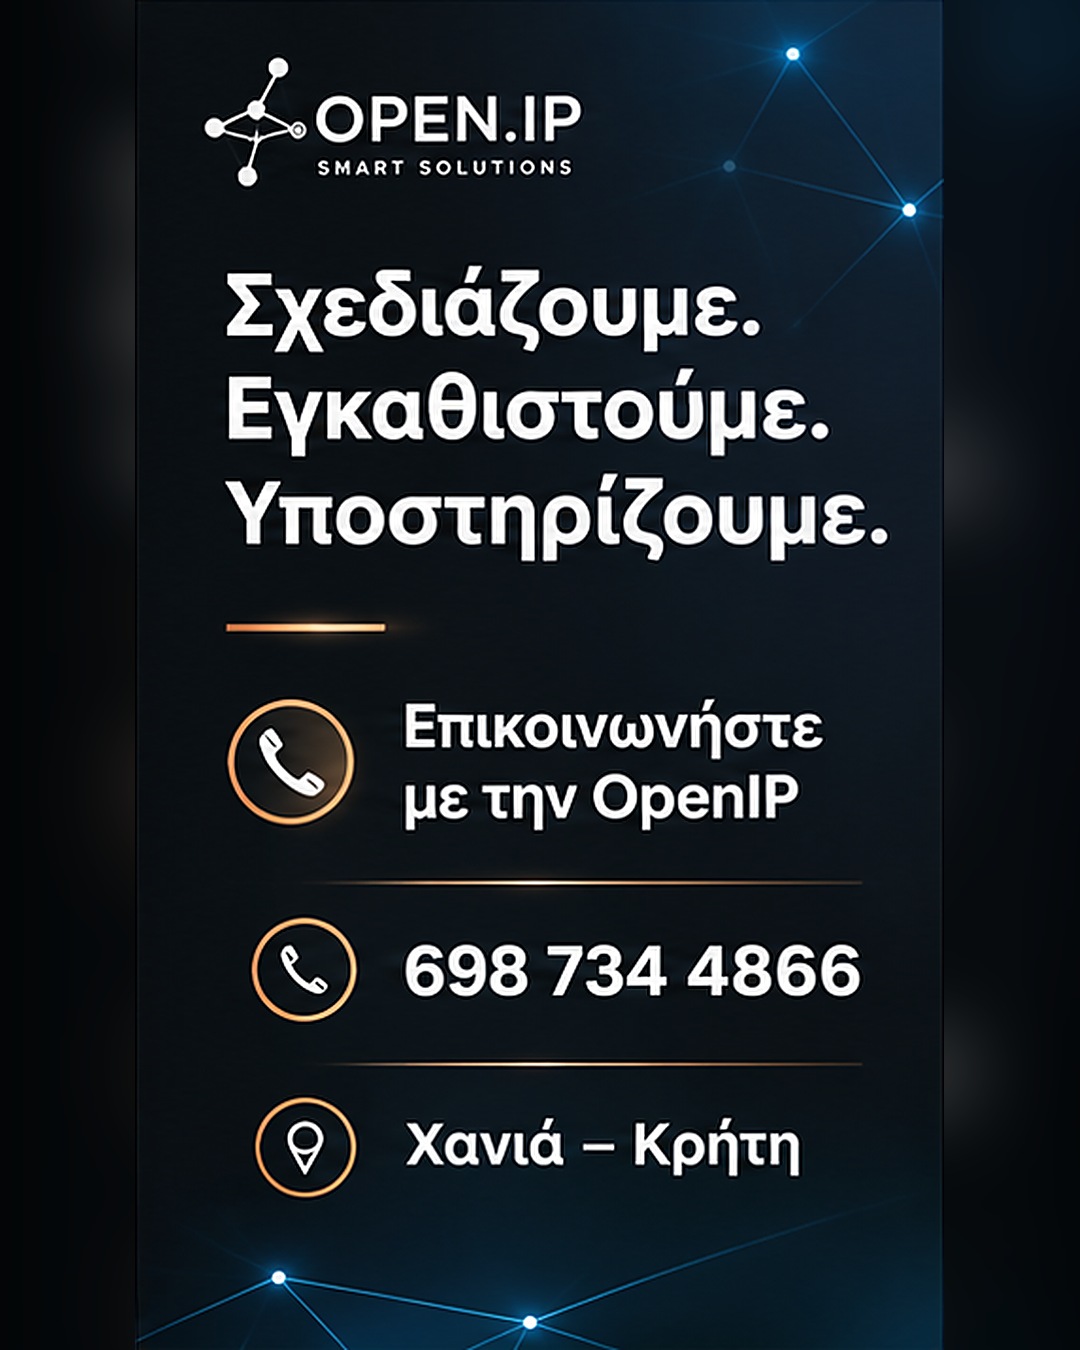 OPEN.IP
SMART SOLUTIONS
Σχεδιάζουμε.
Εγκαθιστούμε.
Υποστηρίζουμε.
Επικοινωνήστε
με την OpenIP
698 734 4866
Χανιά – Κρήτη